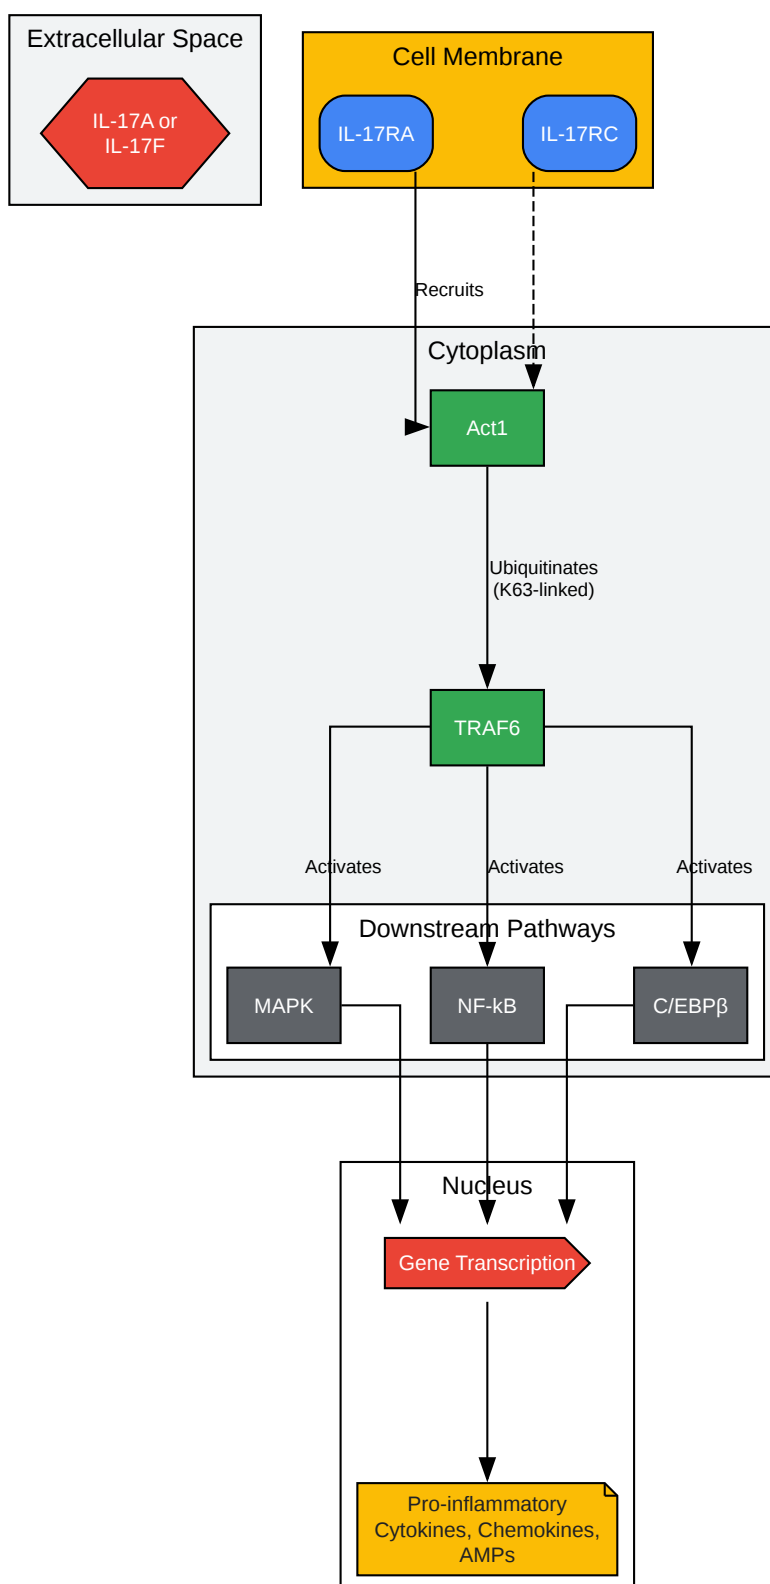 Extracellular Space
IL-17A or
IL-17F
Cell Membrane
IL-17RA
IL-17RC
Recruits
Cytoplasm
Act1
Ubiquitinates
(K63-linked)
TRAF6
Activates
Activates
Activates
Downstream Pathways
MAPK
NF-kB
C/EBPβ
Nucleus
Gene Transcription
Pro-inflammatory
Cytokines, Chemokines,
AMPs